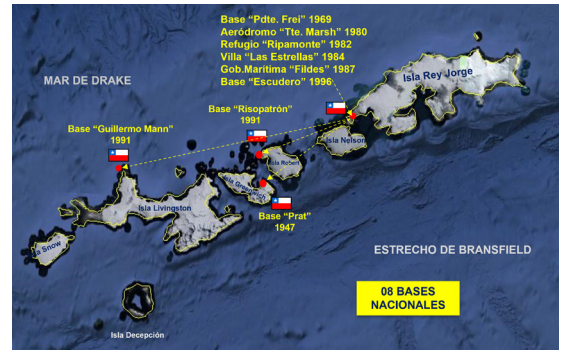 Base “Pdte. Frei” 1969
Aeródromo “Tte. Marsh” 1980
Refugio “Ripamonte” 1982
Villa “Las Estrellas” 1984
Gob.Marítima “Fildes” 1987
Base “Escudero” 1996
MAR DE DRAKE
Isla Rey Jorge
Base “Risopatrón”
1991
Base “Guillermo Mann”
1991
Isla Nelson
Isla Robert
Isla Greenwich
Isla Livingston
Base “Prat”
1947
Isla Snow
ESTRECHO DE BRANSFIELD
08 BASES
NACIONALES
Isla Decepción